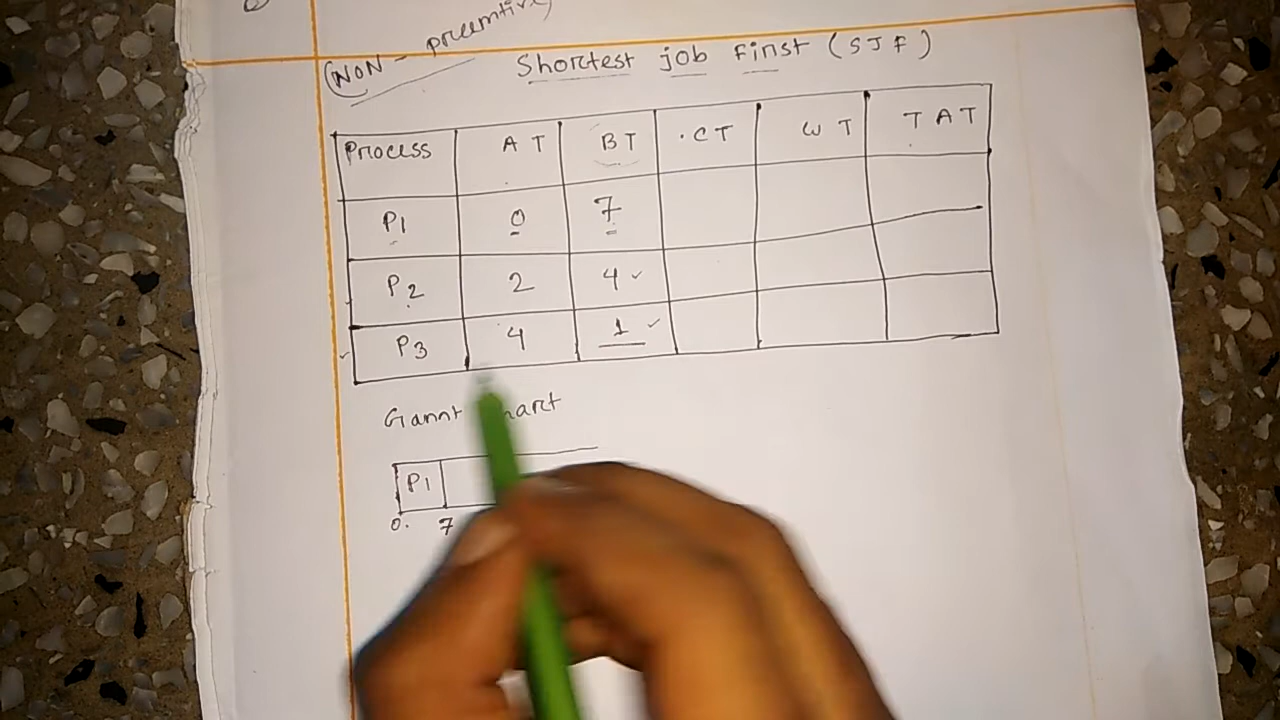 (NON - preemtive)
Shortest job First (SJF)
Process AT BT .CT WT TAT
P1 0 7
P2 2 4 ✓
P3 4 1 ✓
Gannt
P1
0. 7